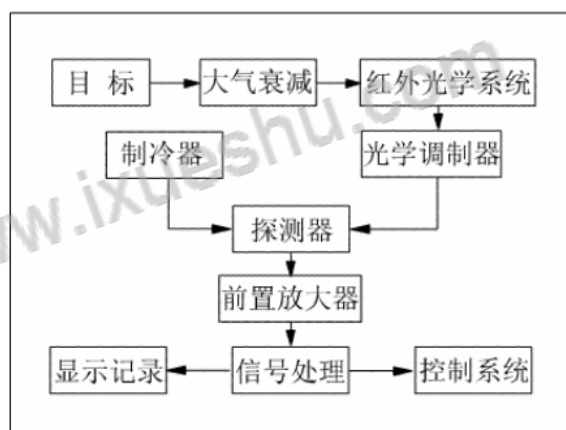 目 标
大气衰减
红外光学系统
制冷器
光学调制器
探测器
前置放大器
显示记录
信号处理
控制系统
www.ixueshu.com